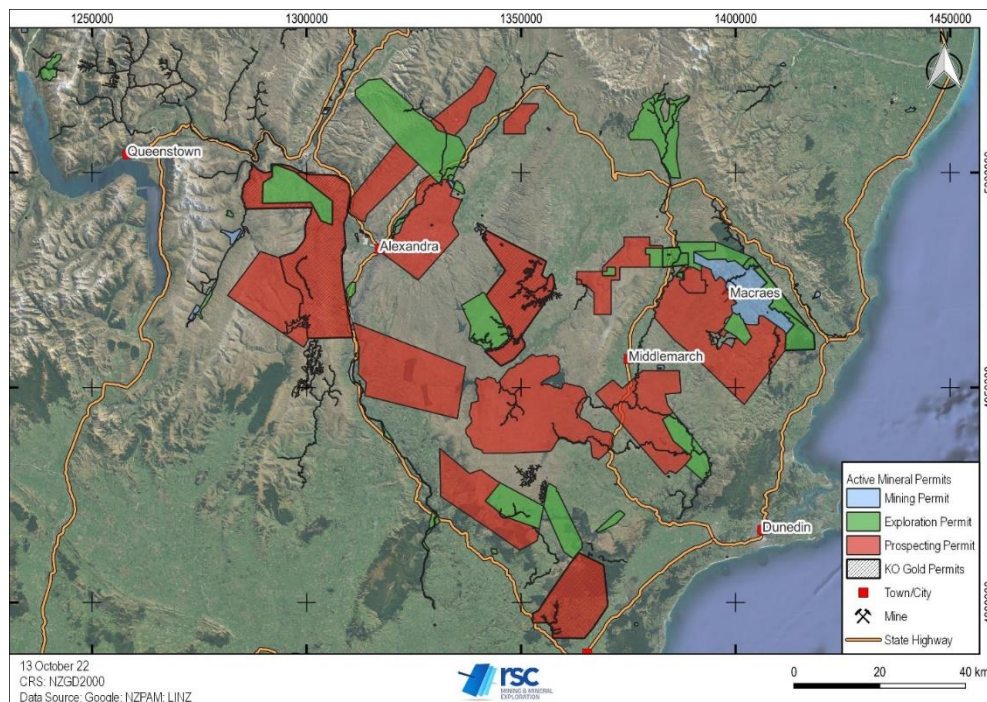 1250000
1300000
1350000
1400000
1450000
N
Queenstown
5000000
Alexandra
Macraes
Middlemarch
4950000
Dunedin
Active Mineral Permits
Mining Permit
Exploration Permit
Prospecting Permit
KO Gold Permits
Town/City
Mine
State Highway
13 October 22
CRS: NZGD2000
Data Source: Google; NZPAM; LINZ
rsc
MINING & MINERAL
EXPLORATION
0
20
40 km